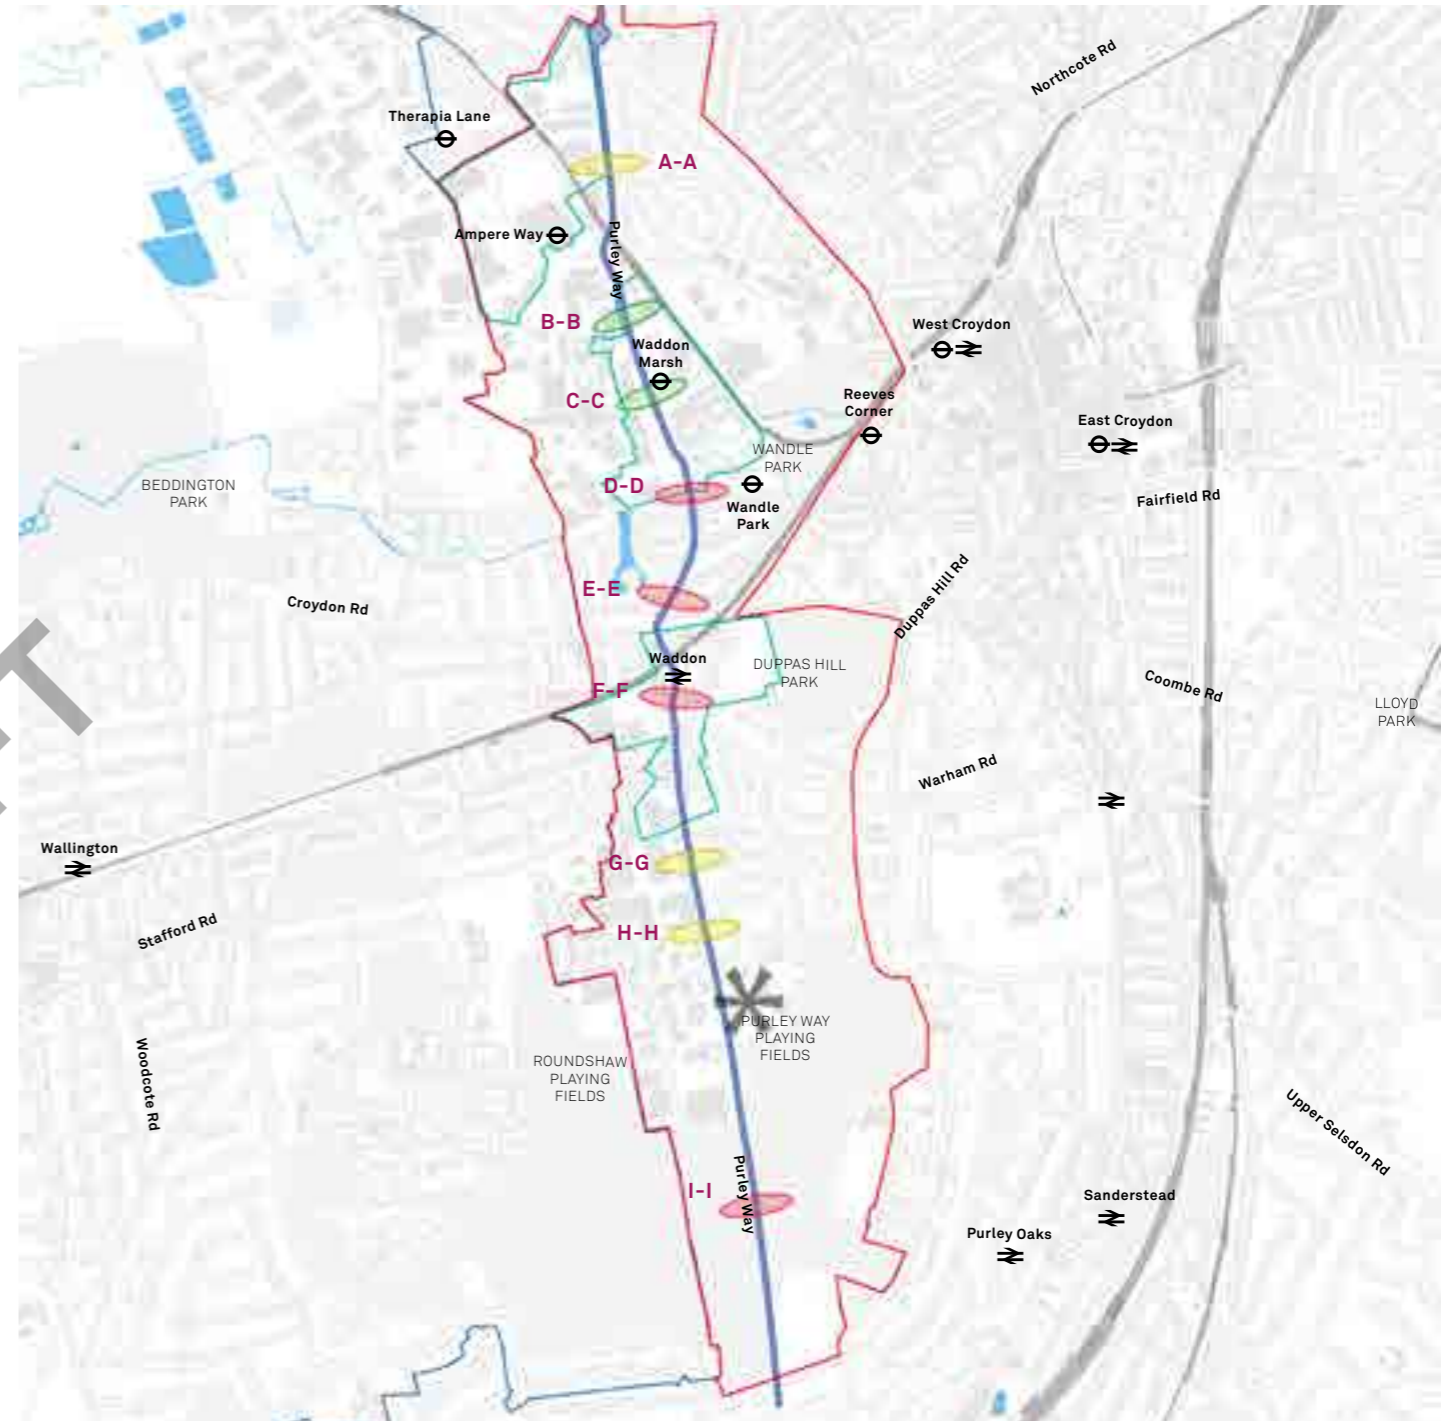 Northcote Rd
Therapia Lane
A-A
Ampere Way
Purley Way
B-B
West Croydon
Waddon
Marsh
C-C
Reeves
Corner
East Croydon
WANDLE
PARK
BEDDINGTON
PARK
D-D
Fairfield Rd
Wandle
Park
E-E
Duppas Hill Rd
Croydon Rd
T
Waddon
DUPPAS HILL
PARK
F-F
Coombe Rd
LLOYD
PARK
Warham Rd
Wallington
G-G
Stafford Rd
H-H
PURLEY WAY
PLAYING
FIELDS
Woodcote Rd
ROUNDSHAW
PLAYING
FIELDS
Upper Selsdon Rd
Purley Way
I-I
Sanderstead
Purley Oaks